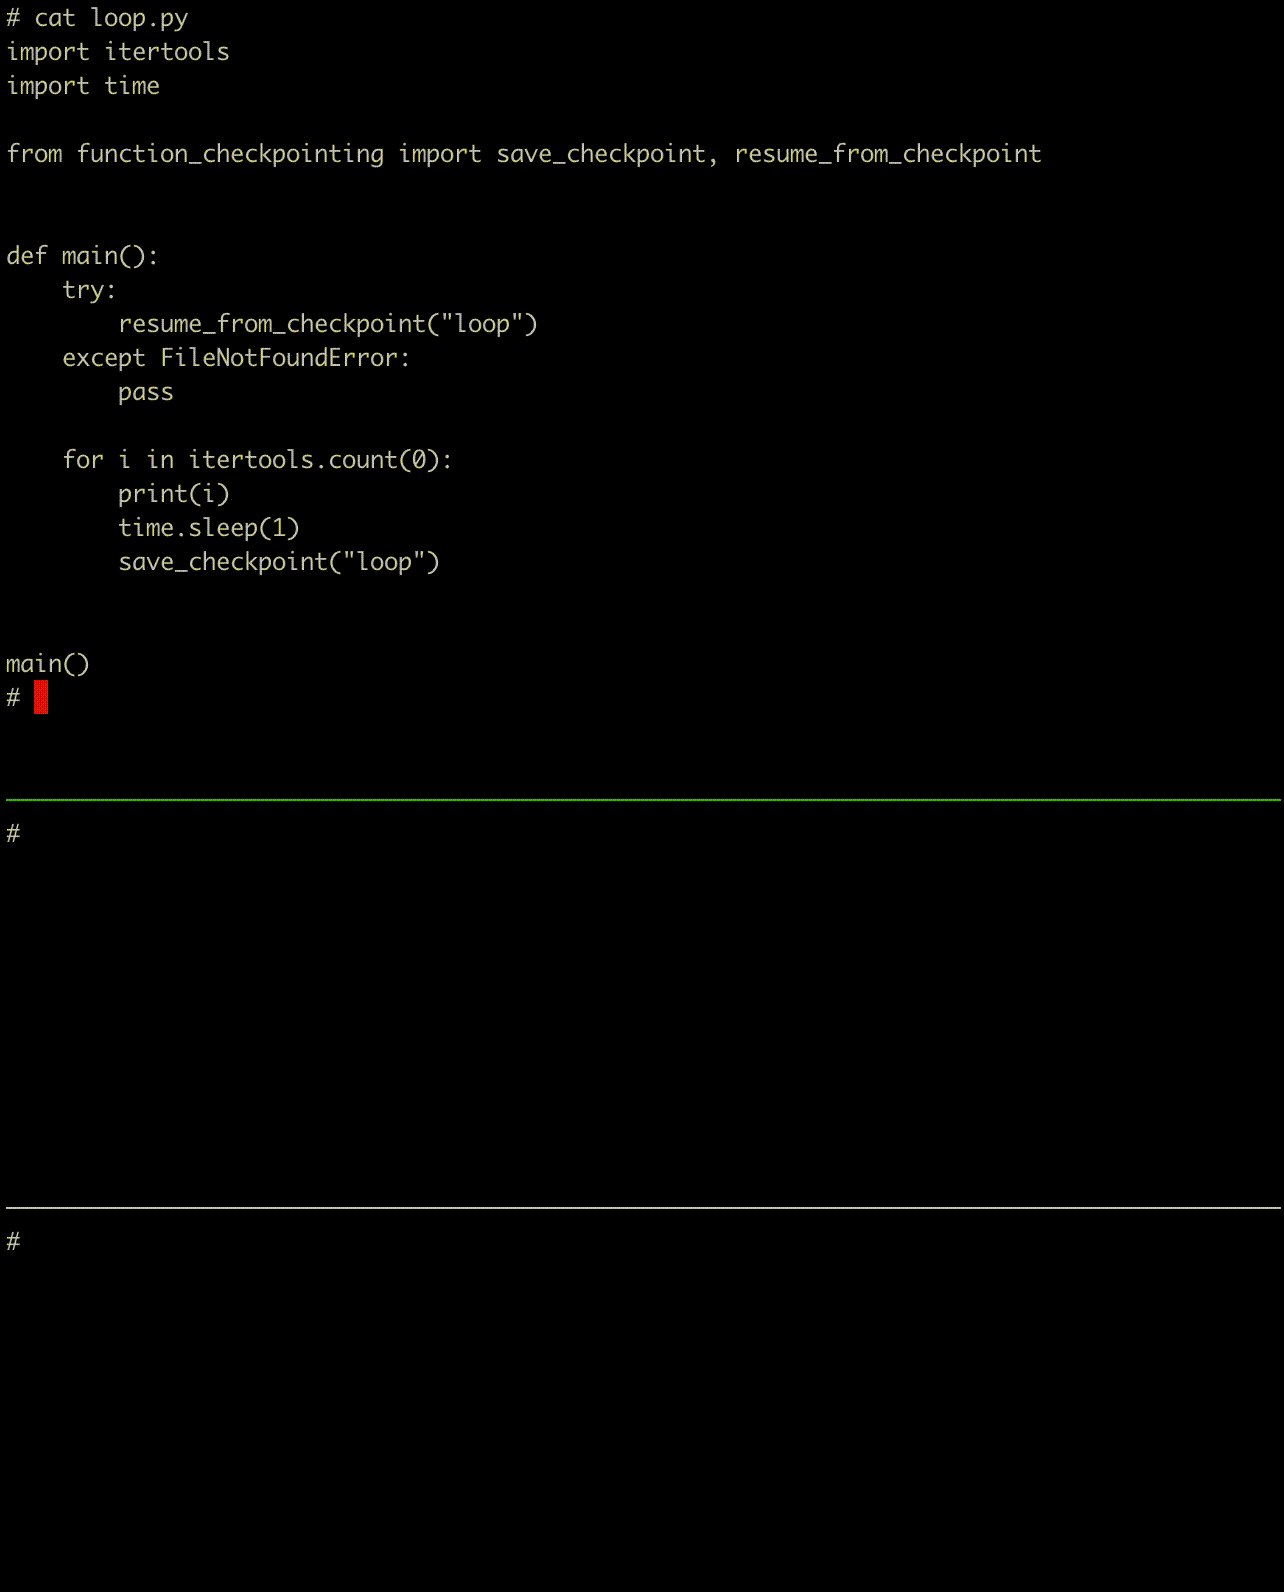 # cat loop.py
import itertools
import time

from function_checkpointing import save_checkpoint, resume_from_checkpoint


def main():
    try:
        resume_from_checkpoint("loop")
    except FileNotFoundError:
        pass

    for i in itertools.count(0):
        print(i)
        time.sleep(1)
        save_checkpoint("loop")


main()
#
#
#